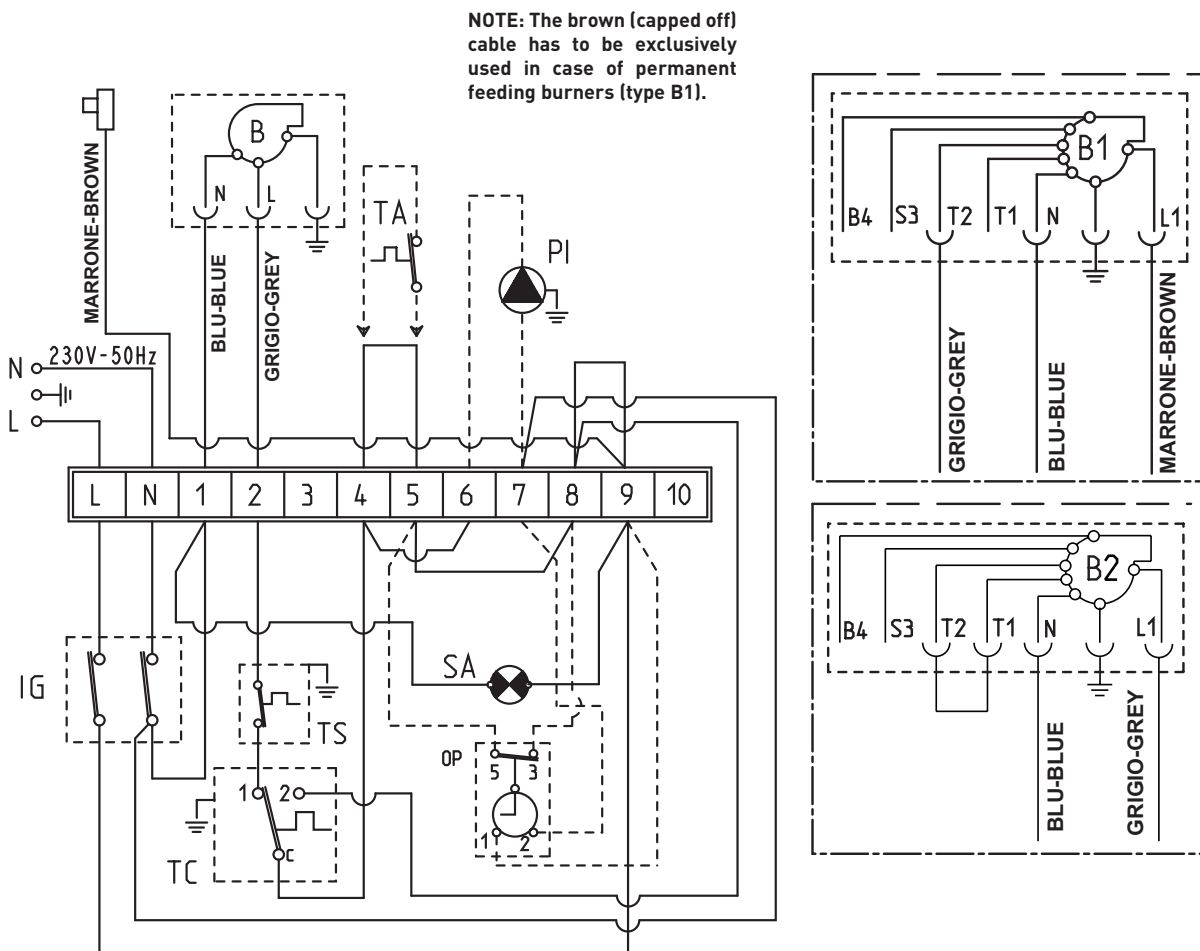 NOTE: The brown (capped off)
cable has to be exclusively
used in case of permanent
feeding burners (type B1).
MARRONE-BROWN
B
N L
BLU-BLUE
GRIGIO-GREY
TA
PI
N 230V-50Hz
L
L N 1 2 3 4 5 6 7 8 9 10
IG
TS
SA
OP
5 3
1 2
1 2
C
TC
B1
B4 S3 T2 T1 N L1
GRIGIO-GREY
BLU-BLUE
MARRONE-BROWN
B2
B4 S3 T2 T1 N L1
BLU-BLUE
GRIGIO-GREY